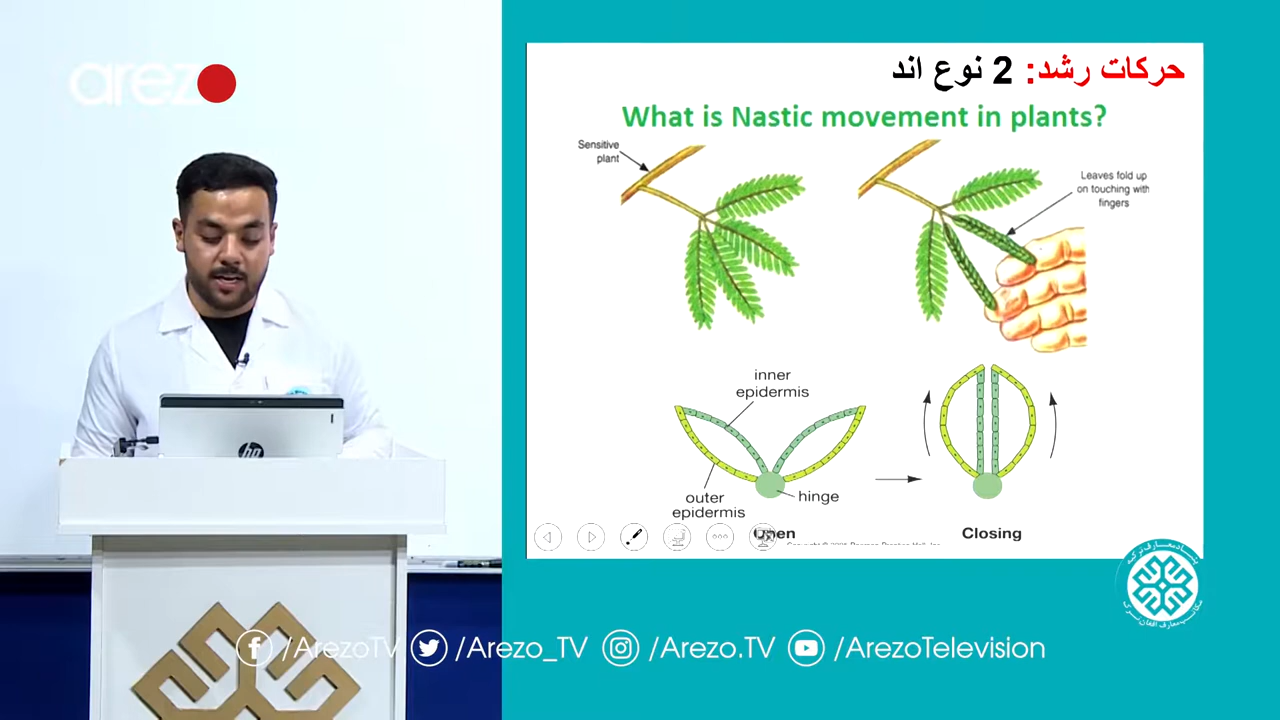 arezo
حرکات رشد: 2 نوع اند
What is Nastic movement in plants?
Sensitive
plant
Leaves fold up
on touching with
fingers
inner
epidermis
outer
epidermis
hinge
Open
Closing
hp
/ArezoTV
/Arezo_TV
/Arezo.TV
/ArezoTelevision